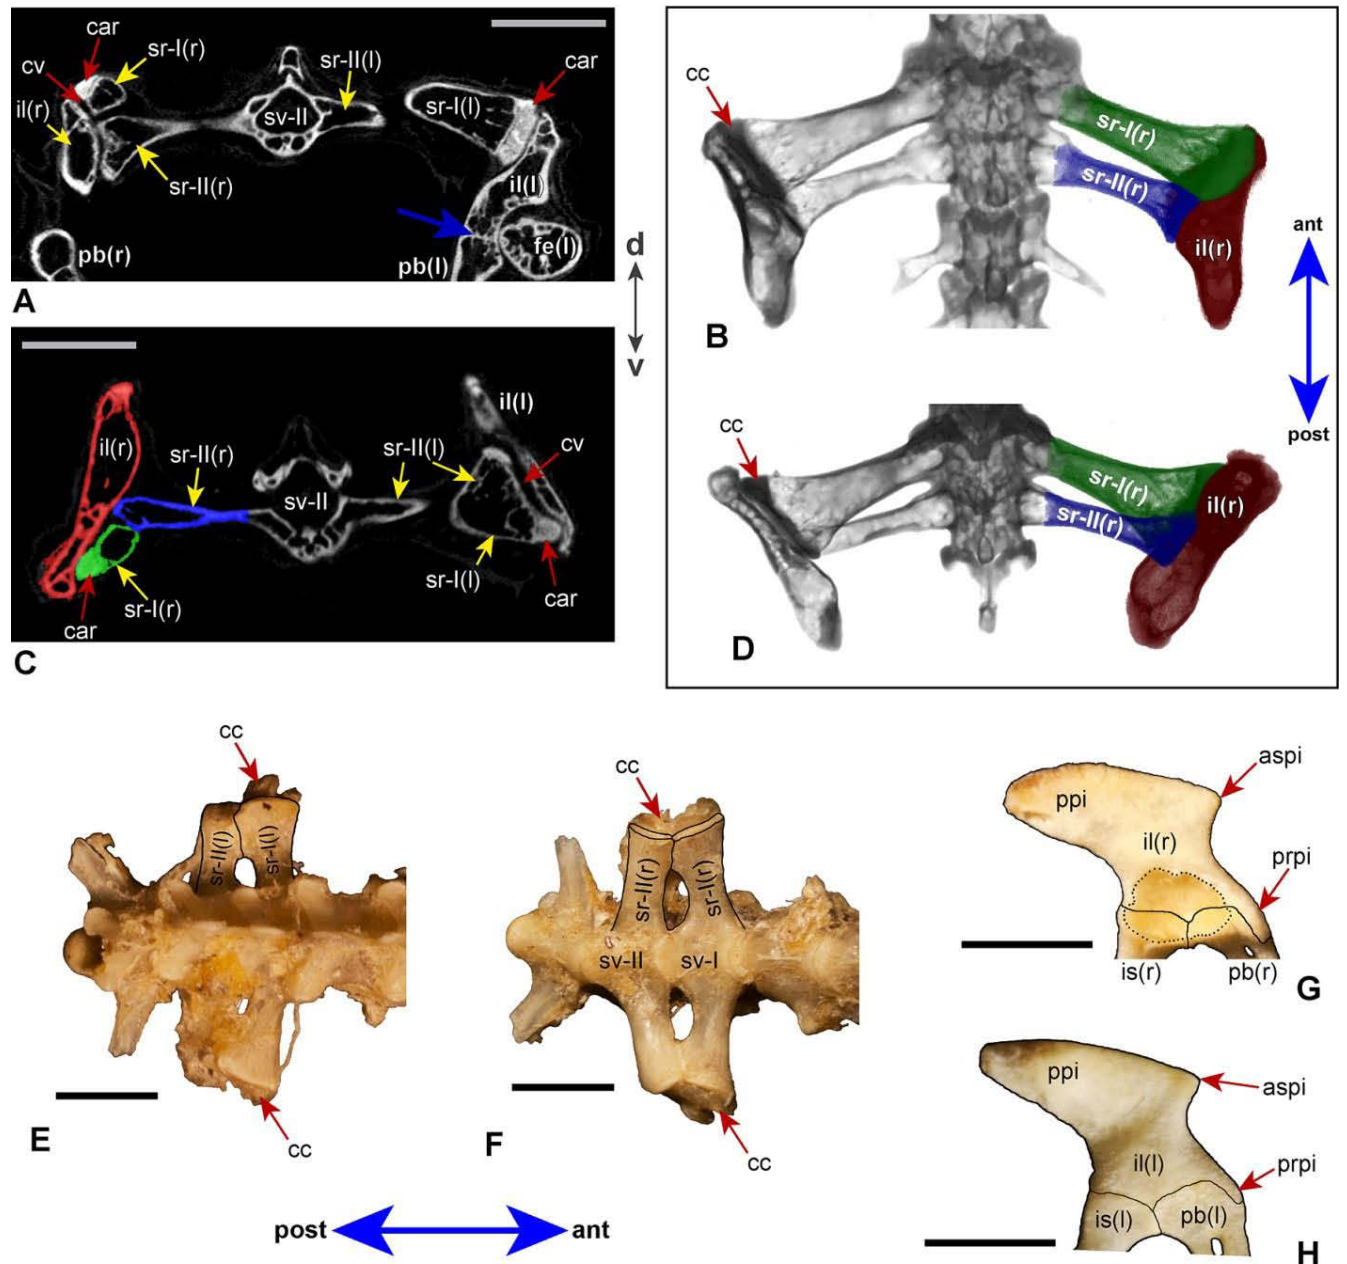 car
sr-I(r)
cv
il(r)
sr-II(l)
sv-II
sr-II(r)
sr-I(l)
car
il(l)
pb(r)
pb(l)
fe(l)
A
d
v
cc
sr-I(r)
sr-II(r)
il(r)
B
ant
post
il(r)
sr-II(r)
sv-II
sr-II(l)
il(l)
cv
sr-I(r)
car
sr-I(l)
car
C
cc
sr-I(r)
sr-II(r)
il(r)
D
cc
sr-II(l)
sr-I(l)
cc
E
cc
sr-II(r)
sr-I(r)
sv-II
sv-I
cc
F
post
ant
ppi
aspi
il(r)
prpi
is(r)
pb(r)
G
ppi
aspi
il(l)
prpi
is(l)
pb(l)
H